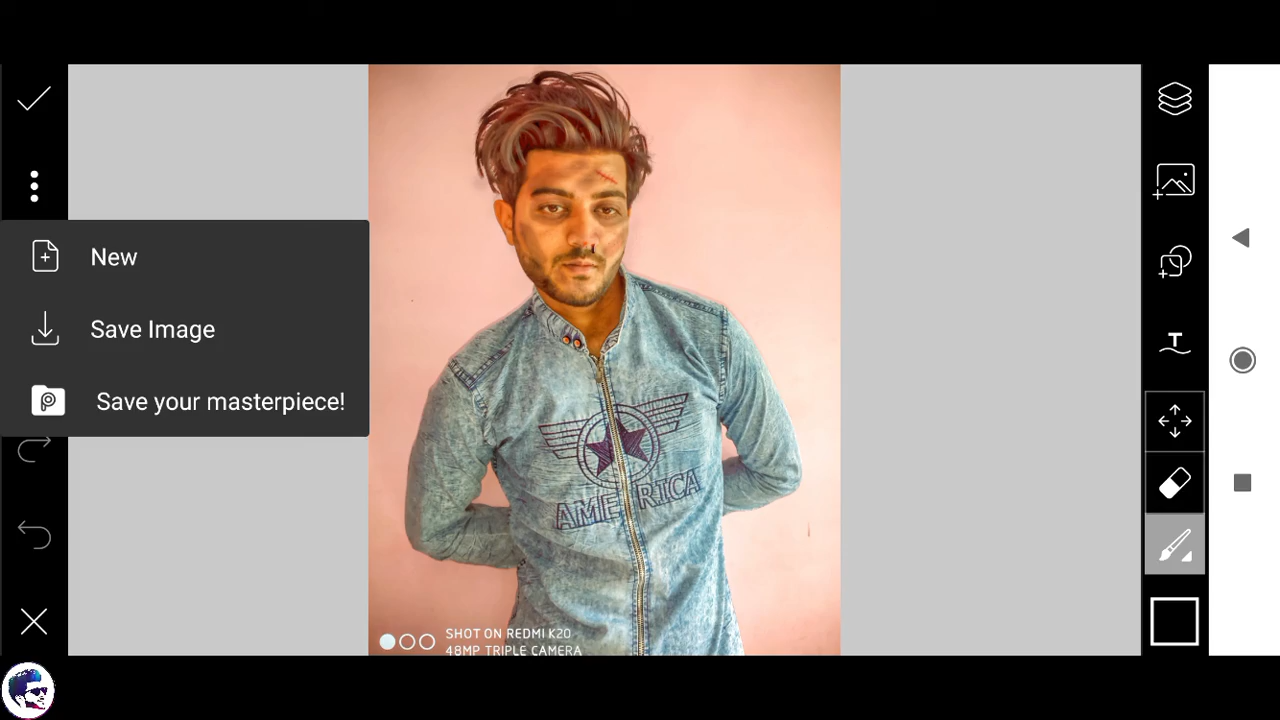 New
Save Image
Save your masterpiece!
T
AMERICA
SHOT ON REDMI K20
48MP TRIPLE CAMERA